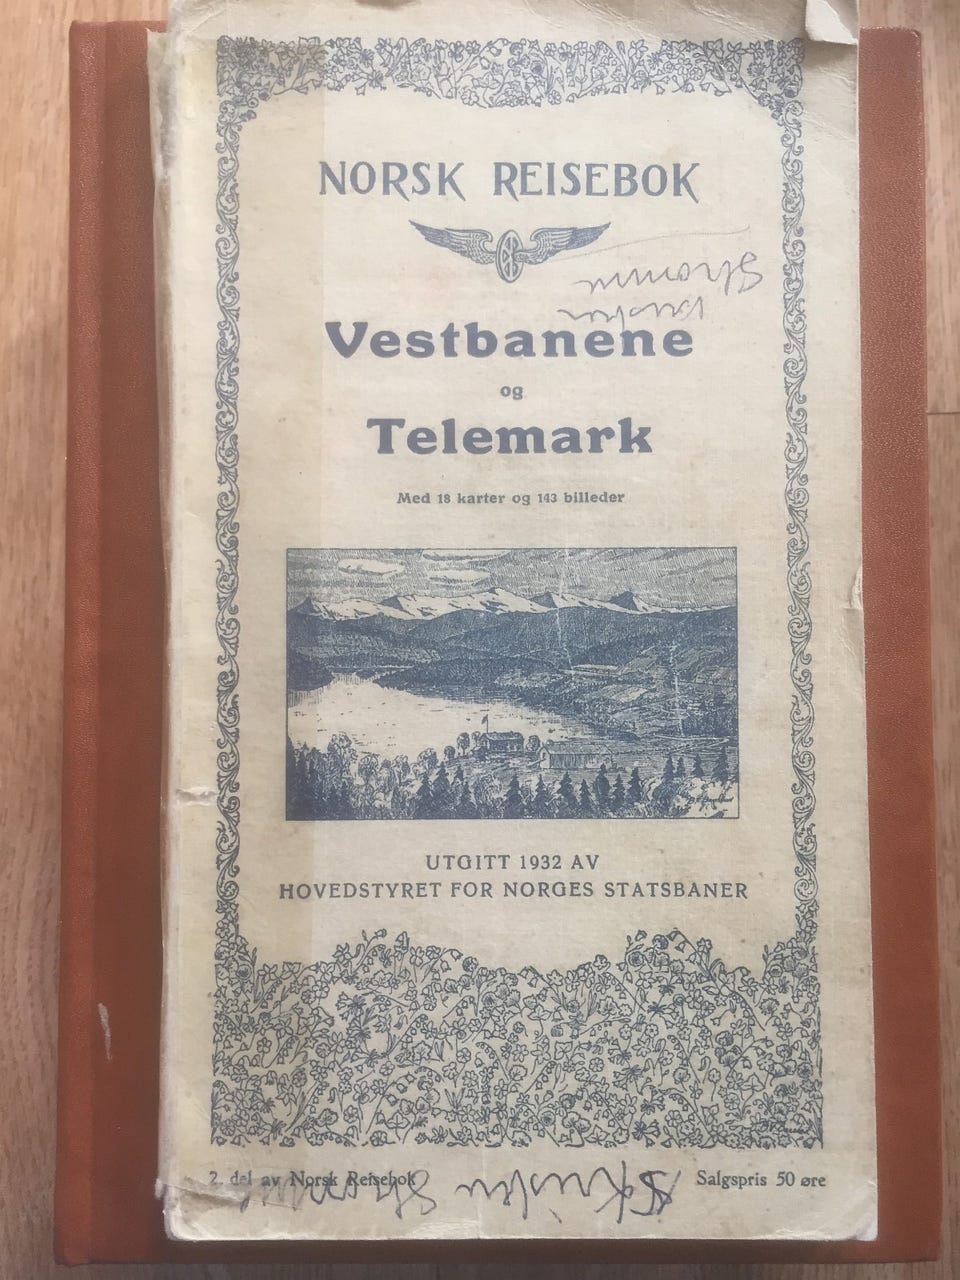 NORSK REISEBOK
Vestbanene
og
Telemark
Med 18 karter og 143 billeder
UTGITT 1932 AV
HOVEDSTYRET FOR NORGES STATSBANER
2. del av Norsk Reisebok
Salgspris 50 øre